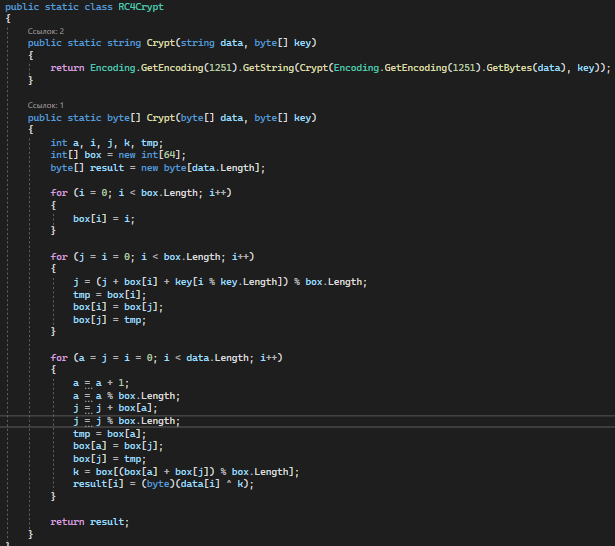 public static class RC4Crypt
{
Ссылок: 2
public static string Crypt(string data, byte[] key)
{
return Encoding.GetEncoding(1251).GetString(Crypt(Encoding.GetEncoding(1251).GetBytes(data), key));
}
Ссылок: 1
public static byte[] Crypt(byte[] data, byte[] key)
{
int a, i, j, k, tmp;
int[] box = new int[64];
byte[] result = new byte[data.Length];
for (i = 0; i < box.Length; i++)
{
box[i] = i;
}
for (j = i = 0; i < box.Length; i++)
{
j = (j + box[i] + key[i % key.Length]) % box.Length;
tmp = box[i];
box[i] = box[j];
box[j] = tmp;
}
for (a = j = i = 0; i < data.Length; i++)
{
a = a + 1;
a = a % box.Length;
j = j + box[a];
j = j % box.Length;
tmp = box[a];
box[a] = box[j];
box[j] = tmp;
k = box[(box[a] + box[j]) % box.Length];
result[i] = (byte)(data[i] ^ k);
}
return result;
}
}